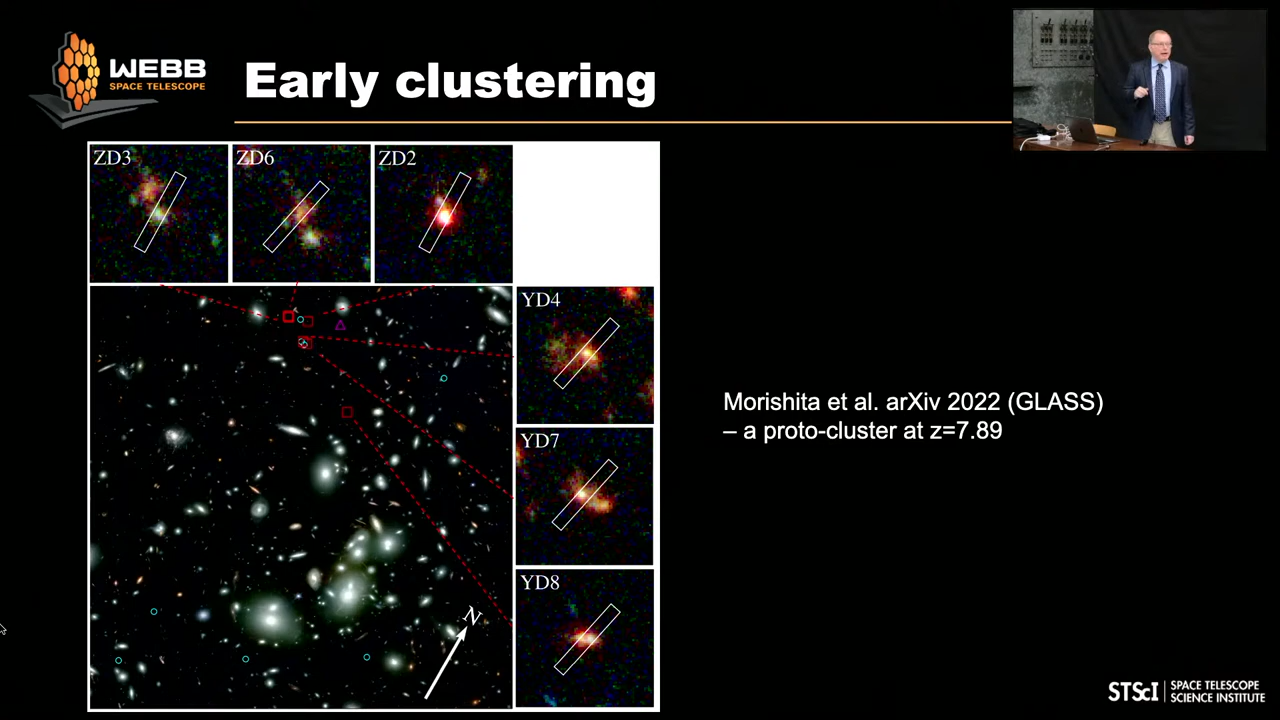 WEBB
SPACE TELESCOPE
Early clustering
ZD3
ZD6
ZD2
YD4
YD7
YD8
N
Morishita et al. arXiv 2022 (GLASS)
– a proto-cluster at z=7.89
STScI
SPACE TELESCOPE
SCIENCE INSTITUTE